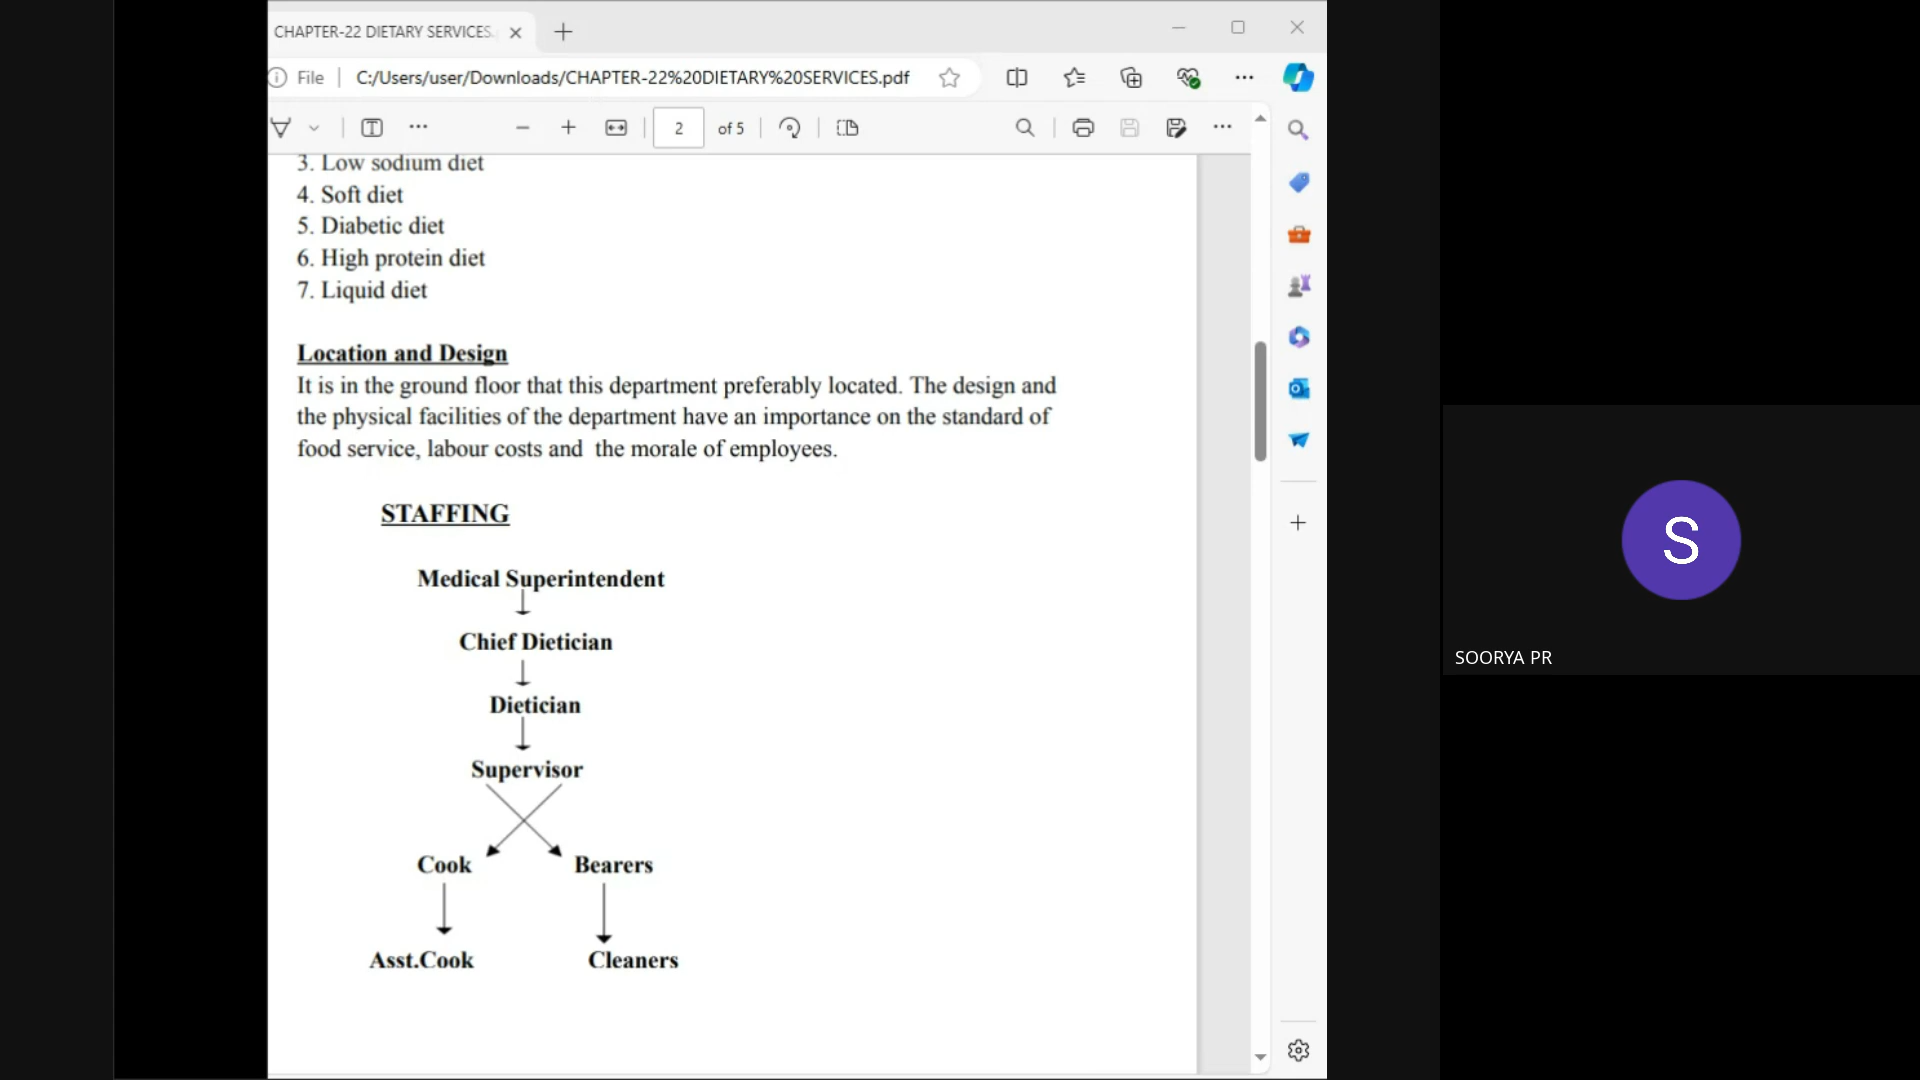 CHAPTER-22 DIETARY SERVICES.
File
C:/Users/user/Downloads/CHAPTER-22%20DIETARY%20SERVICES.pdf
2 of 5
3. Low sodium diet
4. Soft diet
5. Diabetic diet
6. High protein diet
7. Liquid diet
Location and Design
It is in the ground floor that this department preferably located. The design and
the physical facilities of the department have an importance on the standard of
food service, labour costs and the morale of employees.
STAFFING
Medical Superintendent
Chief Dietician
Dietician
Supervisor
Cook Bearers
Asst.Cook Cleaners
S
SOORYA PR